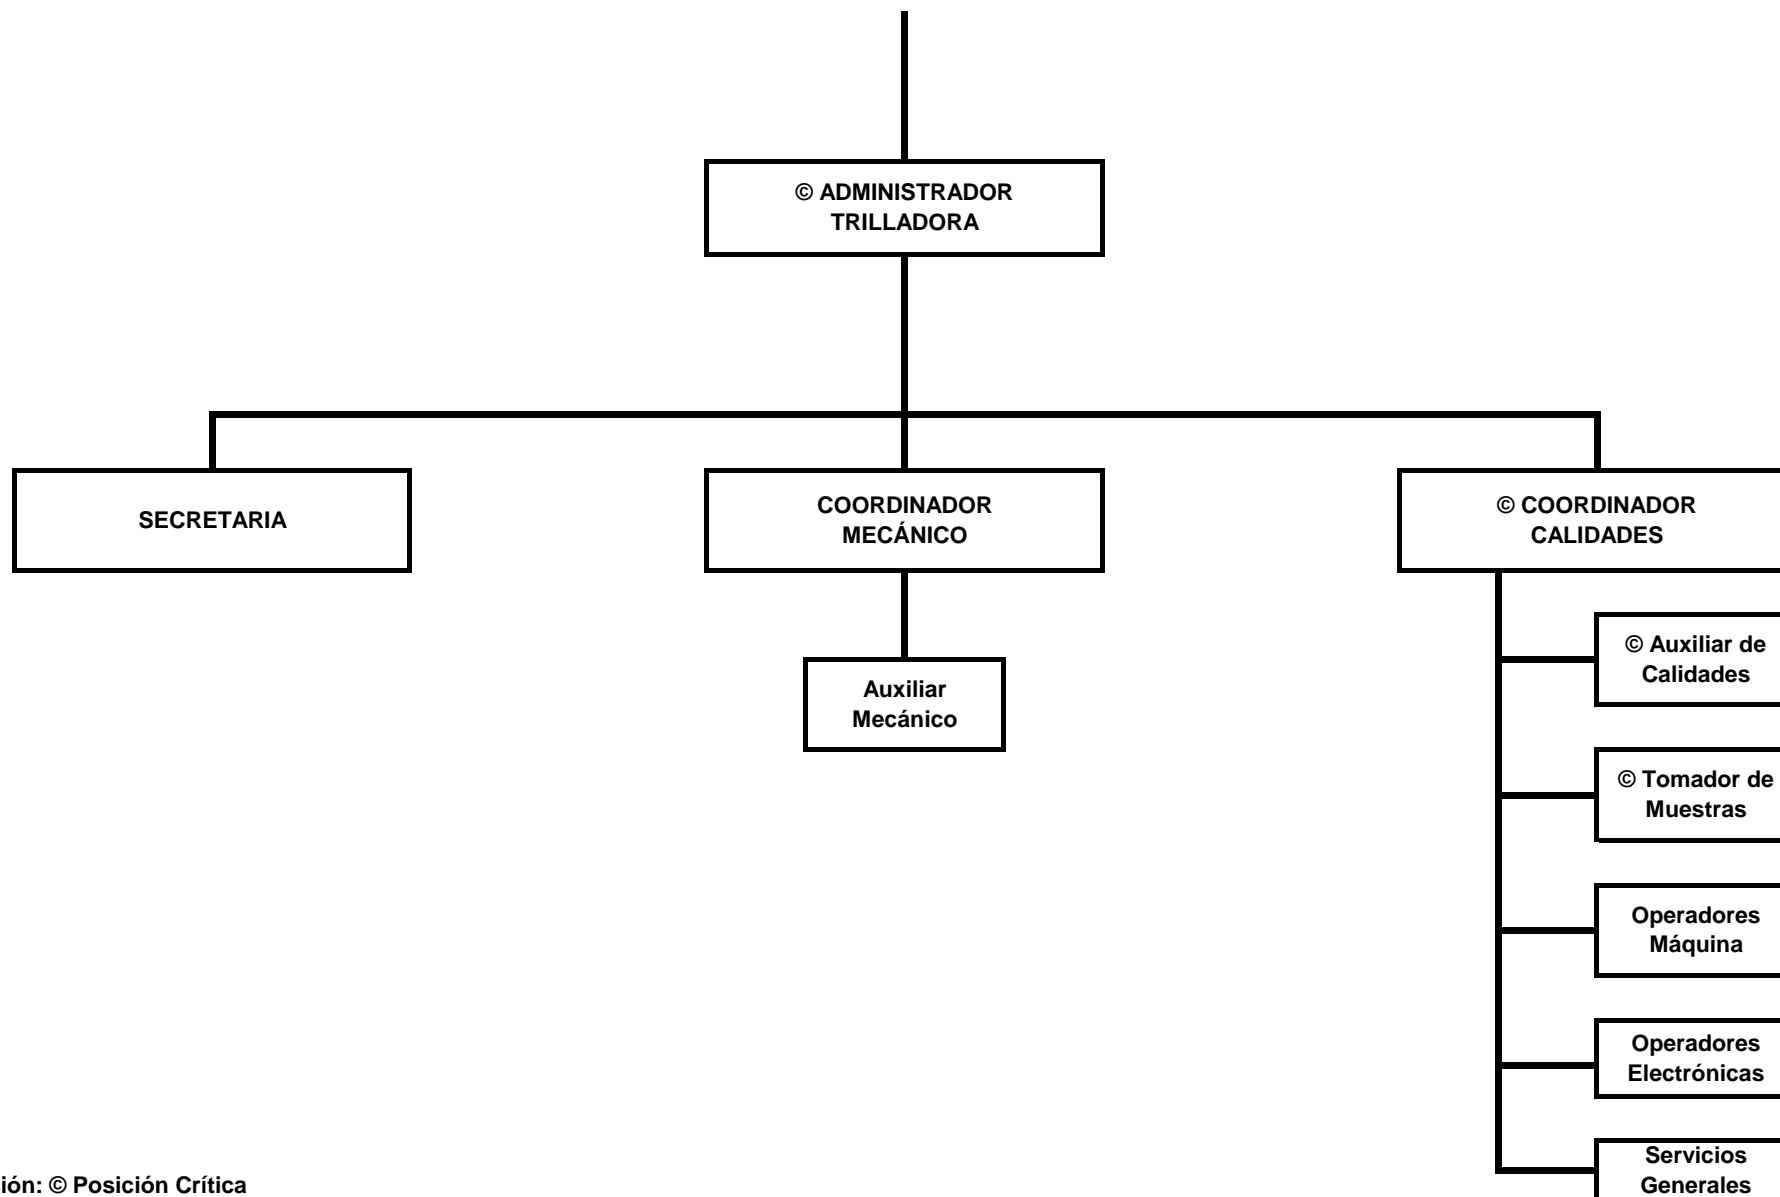 © ADMINISTRADOR
TRILLADORA
SECRETARIA
COORDINADOR
MECÁNICO
© COORDINADOR
CALIDADES
Auxiliar
Mecánico
© Auxiliar de
Calidades
© Tomador de
Muestras
Operadores
Máquina
Operadores
Electrónicas
Servicios
Generales
© Posición Crítica